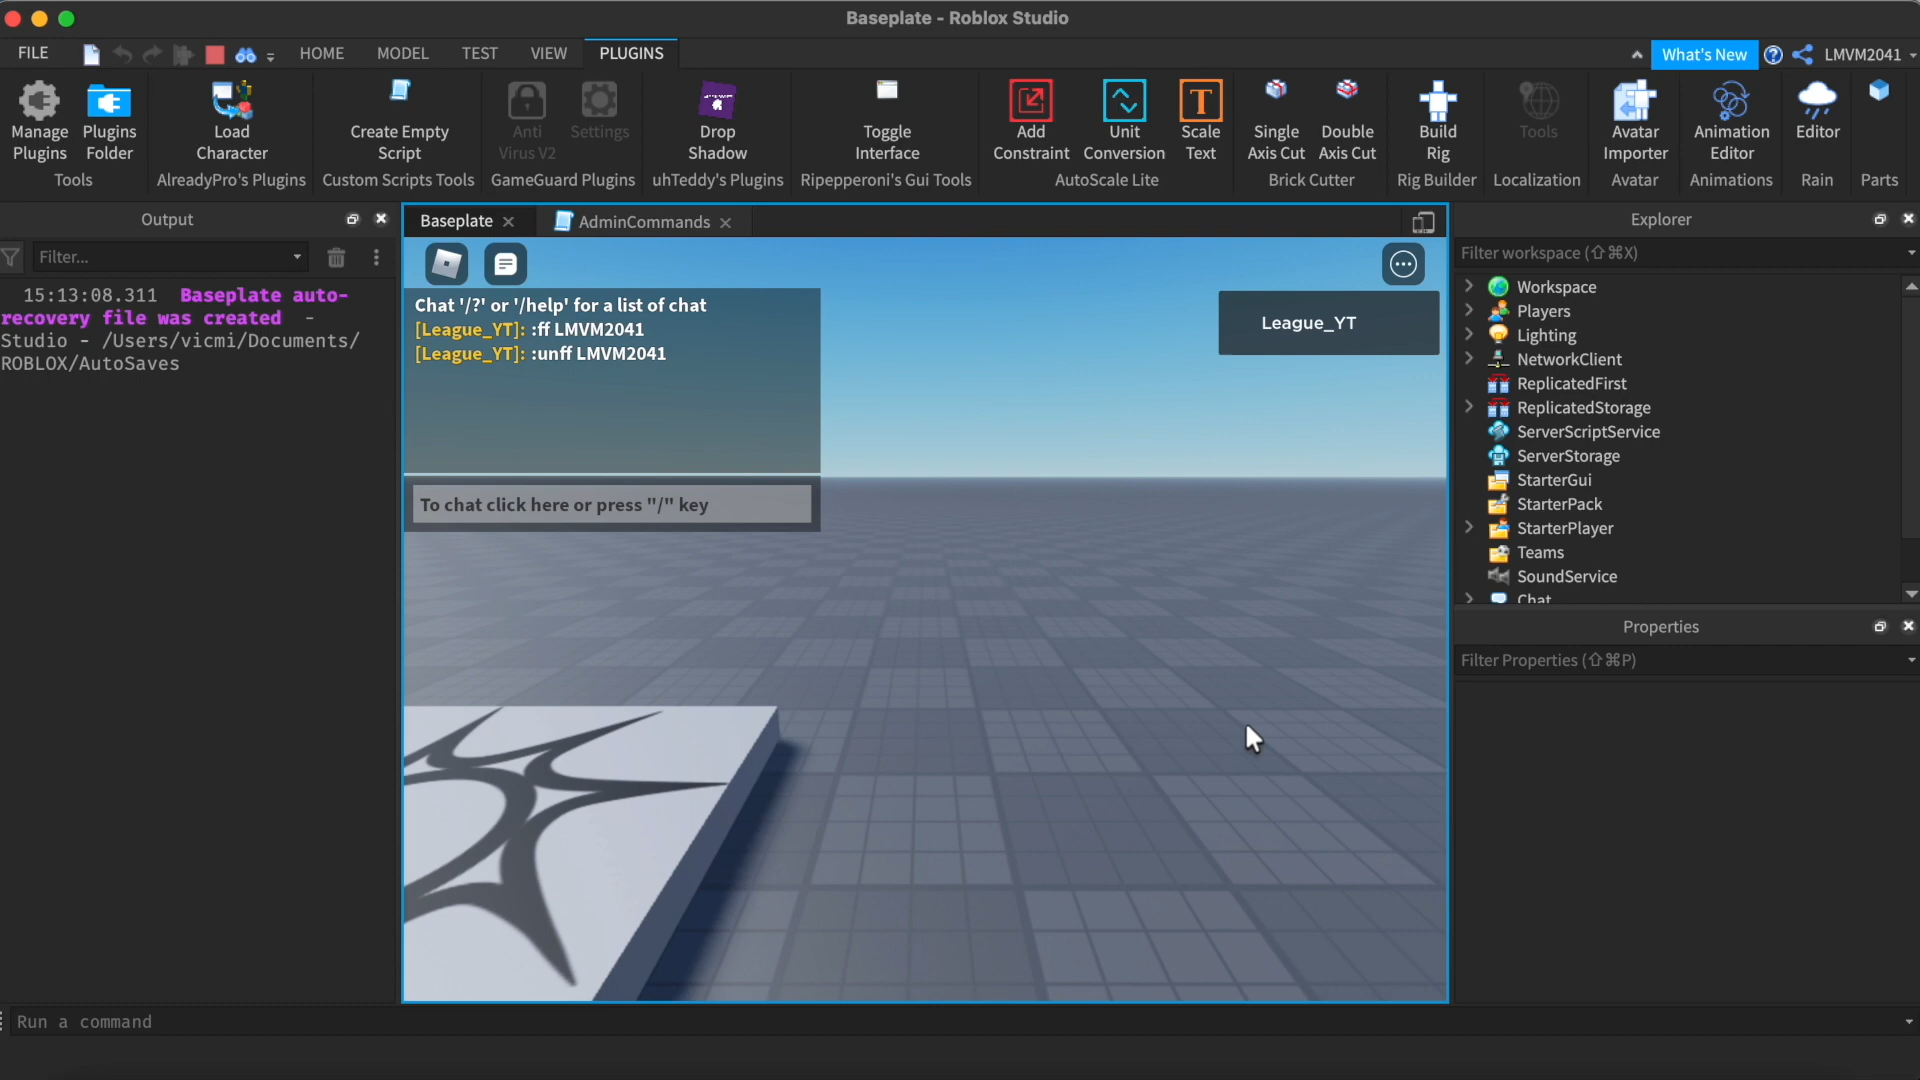 Baseplate - Roblox Studio
FILE
HOME
MODEL
TEST
VIEW
PLUGINS
What's New
LMVM2041
Manage Plugins
Plugins Folder
Tools
Load Character
AlreadyPro's Plugins
Create Empty Script
Custom Scripts Tools
Anti Virus V2
Settings
GameGuard Plugins
Drop Shadow
uhTeddy's Plugins
Toggle Interface
Ripepperoni's Gui Tools
Add Constraint
Unit Conversion
T
Scale Text
AutoScale Lite
Single Axis Cut
Double Axis Cut
Brick Cutter
Build Rig
Rig Builder
Tools
Localization
Avatar Importer
Avatar
Animation Editor
Animations
Editor
Rain
Parts
Output
Filter...
15:13:08.311 Baseplate auto-
recovery file was created -
Studio - /Users/vicmi/Documents/
ROBLOX/AutoSaves
Baseplate
AdminCommands
Chat '/?' or '/help' for a list of chat
[League_YT]: :ff LMVM2041
[League_YT]: :unff LMVM2041
To chat click here or press "/" key
League_YT
Explorer
Filter workspace (⇧⌘X)
Workspace
Players
Lighting
NetworkClient
ReplicatedFirst
ReplicatedStorage
ServerScriptService
ServerStorage
StarterGui
StarterPack
StarterPlayer
Teams
SoundService
Chat
Properties
Filter Properties (⇧⌘P)
Run a command